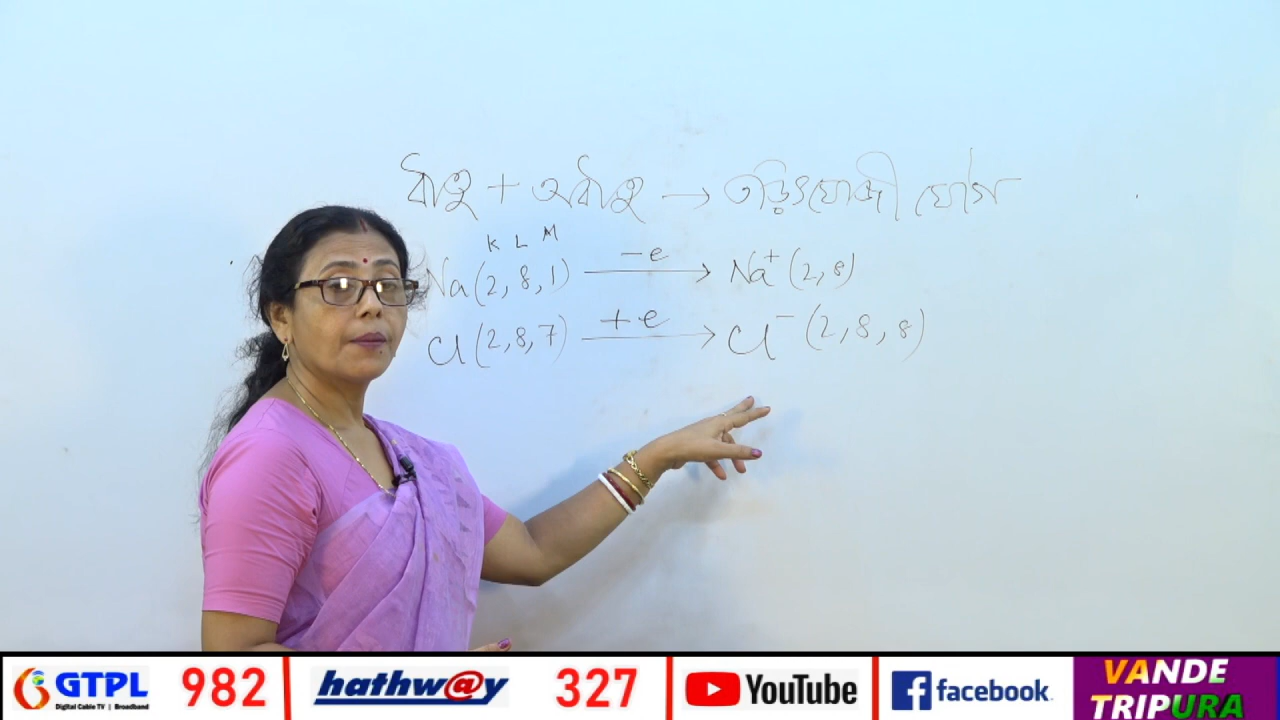 ধাতু + অধাতু → তড়িৎযোজী যৌগ
K L M
Na (2, 8, 1) —-e→ Na⁺ (2, 8)
Cl (2, 8, 7) —+e→ Cl⁻ (2, 8, 8)
GTPL 982 hathw@y 327 YouTube facebook. VANDE
Digital Cable TV | Broadband TRIPURA